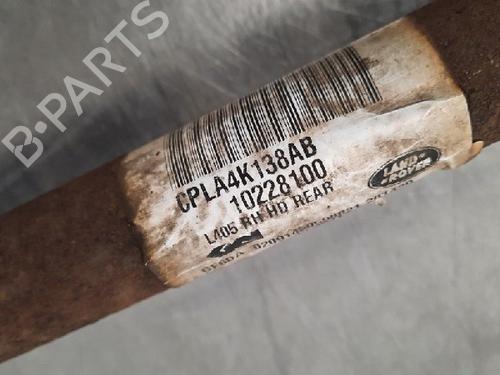 B-PARTS
CPLA4K138AB
10228100
L405 RH HD REAR
LAND
ROVER